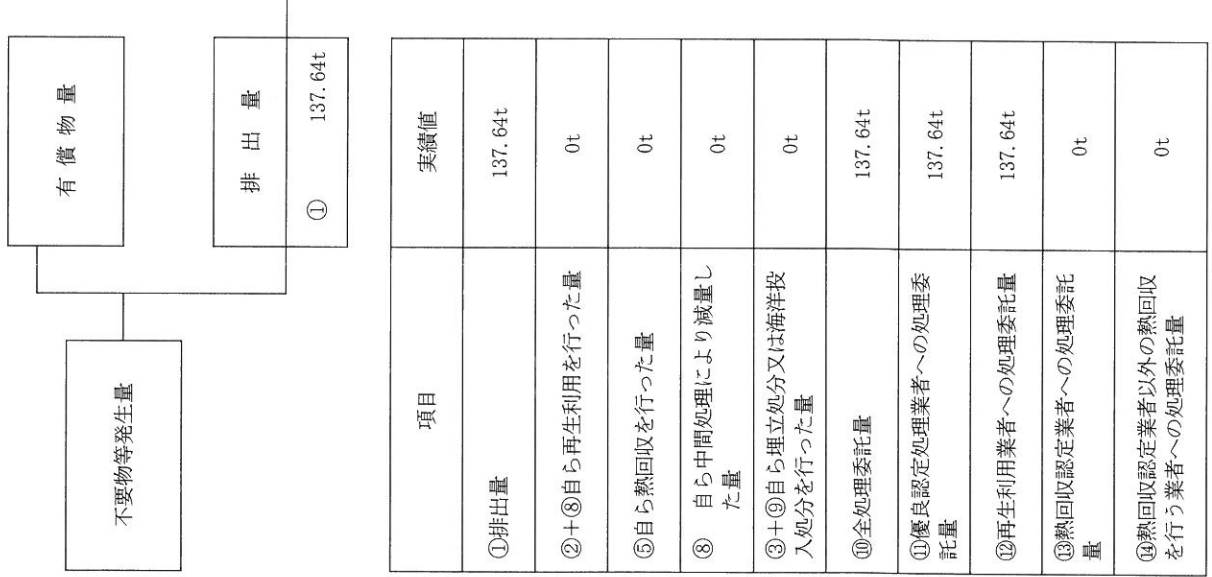 有償物量
不要物等発生量
排出量
① 137.64t
項目 実績値
①排出量 137.64t
②+⑧自ら再生利用を行った量 0t
⑤自ら熱回収を行った量 0t
⑧ 自ら中間処理により減量し
た量 0t
③+⑨自ら埋立処分又は海洋投
入処分を行った量 0t
⑩全処理委託量 137.64t
⑪優良認定処理業者への処理委
託量 137.64t
⑫再生利用業者への処理委託量 137.64t
⑬熱回収認定業者への処理委託
量 0t
⑭熱回収認定業者以外の熱回収
を行う業者への処理委託量 0t